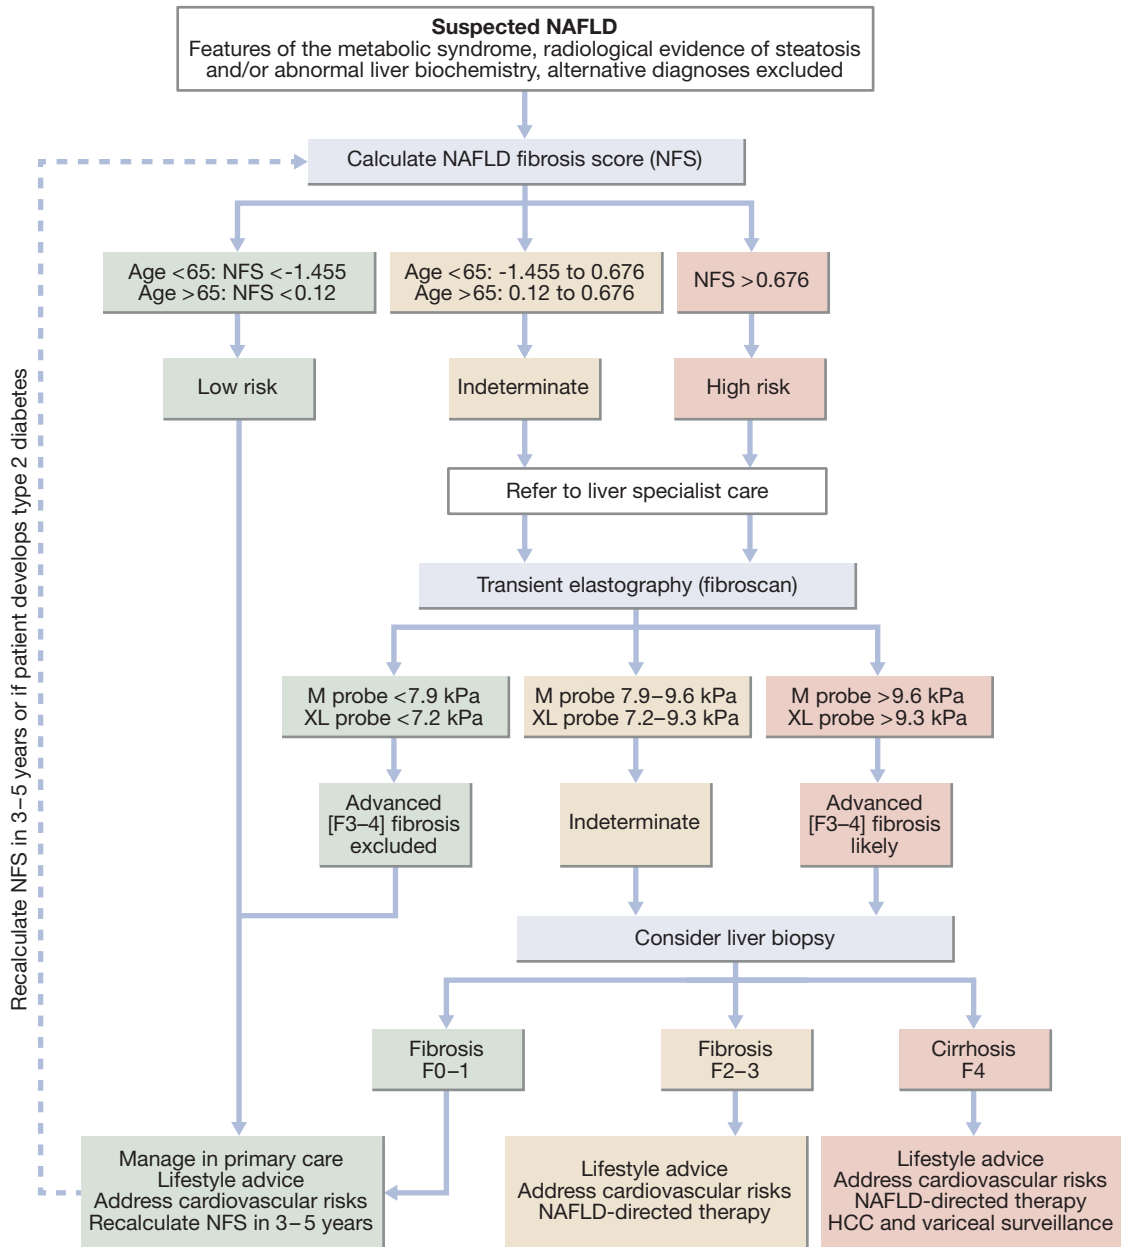 Suspected NAFLD
Features of the metabolic syndrome, radiological evidence of steatosis
and/or abnormal liver biochemistry, alternative diagnoses excluded
Calculate NAFLD fibrosis score (NFS)
Age <65: NFS <-1.455
Age >65: NFS <0.12
Age <65: -1.455 to 0.676
Age >65: 0.12 to 0.676
NFS >0.676
Low risk
Indeterminate
High risk
Refer to liver specialist care
Transient elastography (fibroscan)
M probe <7.9 kPa
XL probe <7.2 kPa
M probe 7.9–9.6 kPa
XL probe 7.2–9.3 kPa
M probe >9.6 kPa
XL probe >9.3 kPa
Advanced
[F3–4] fibrosis
excluded
Indeterminate
Advanced
[F3–4] fibrosis
likely
Consider liver biopsy
Fibrosis
F0–1
Fibrosis
F2–3
Cirrhosis
F4
Manage in primary care
Lifestyle advice
Address cardiovascular risks
Recalculate NFS in 3–5 years
Lifestyle advice
Address cardiovascular risks
NAFLD-directed therapy
Lifestyle advice
Address cardiovascular risks
NAFLD-directed therapy
HCC and variceal surveillance
Recalculate NFS in 3–5 years or if patient develops type 2 diabetes